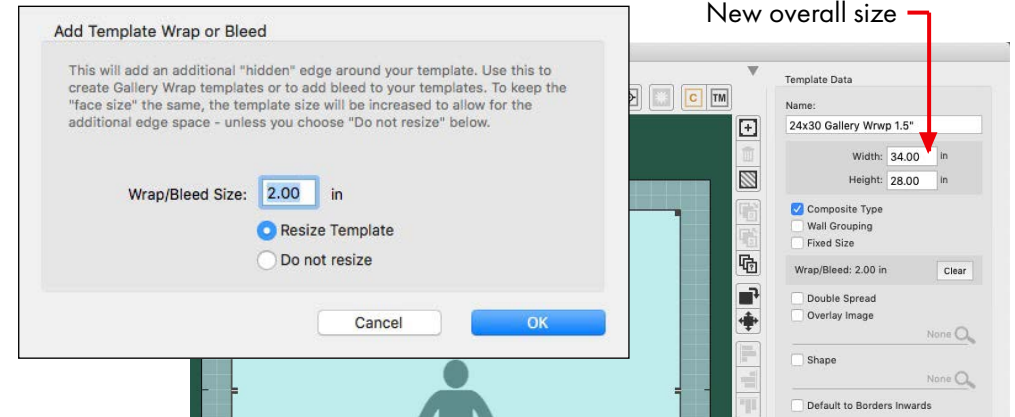 New overall size
Add Template Wrap or Bleed
This will add an additional "hidden" edge around your template. Use this to
create Gallery Wrap templates or to add bleed to your templates. To keep the
"face size" the same, the template size will be increased to allow for the
additional edge space - unless you choose "Do not resize" below.
Wrap/Bleed Size: 2.00 in
Resize Template
Do not resize
Cancel OK
C TM
Template Data
Name:
24x30 Gallery Wrwp 1.5"
Width: 34.00 in
Height: 28.00 in
Composite Type
Wall Grouping
Fixed Size
Wrap/Bleed: 2.00 in Clear
Double Spread
Overlay Image
None
Shape
None
Default to Borders Inwards